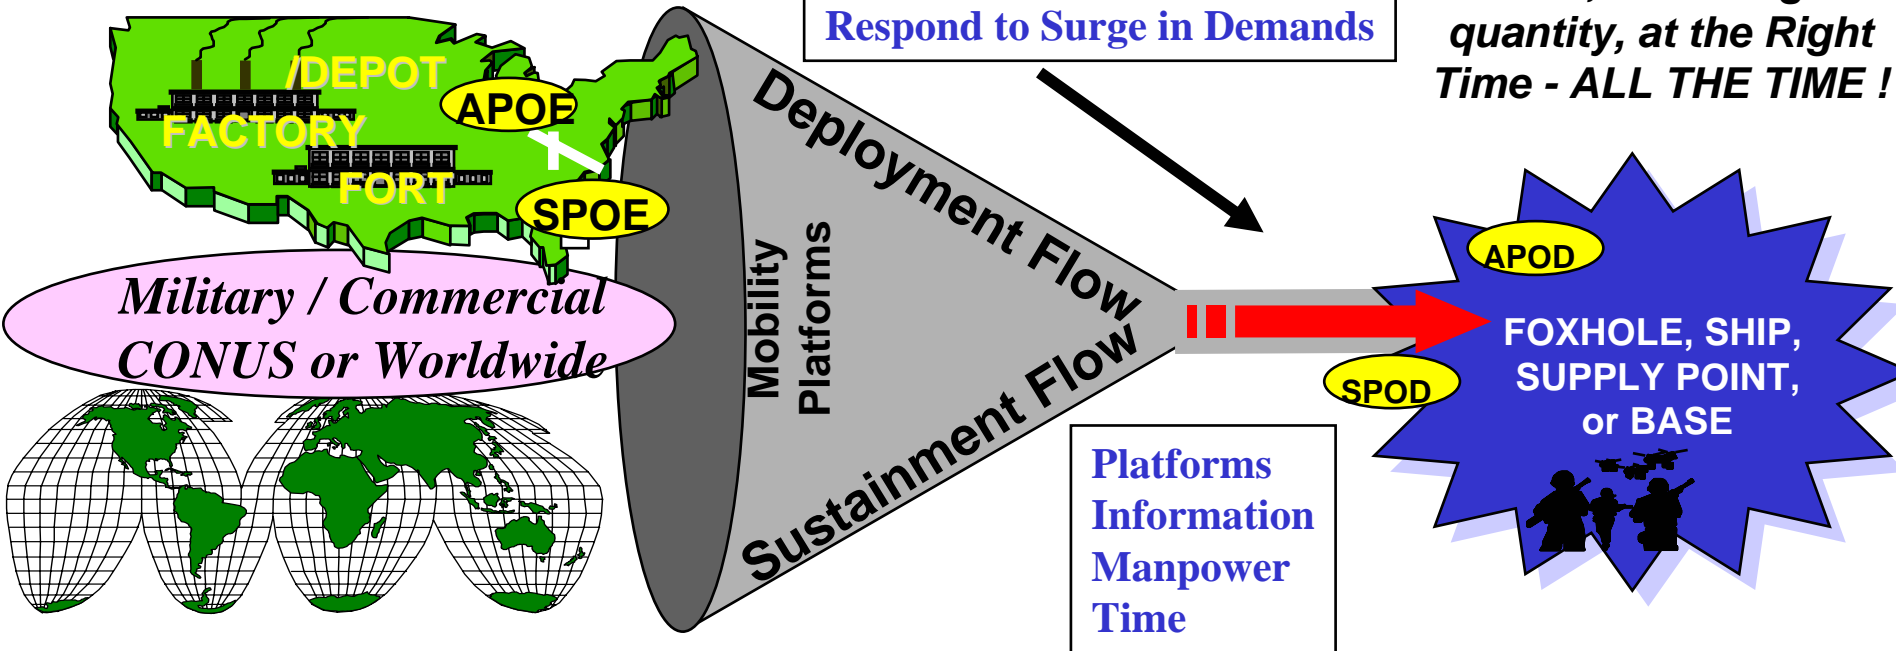 Respond to Surge in Demands
quantity, at the Right
Time - ALL THE TIME !
/DEPOT
FACTORY
FORT
APOE
SPOE
Military / Commercial
CONUS or Worldwide
Mobility
Platforms
Deployment Flow
Sustainment Flow
APOD
SPOD
FOXHOLE, SHIP,
SUPPLY POINT,
or BASE
Platforms
Information
Manpower
Time